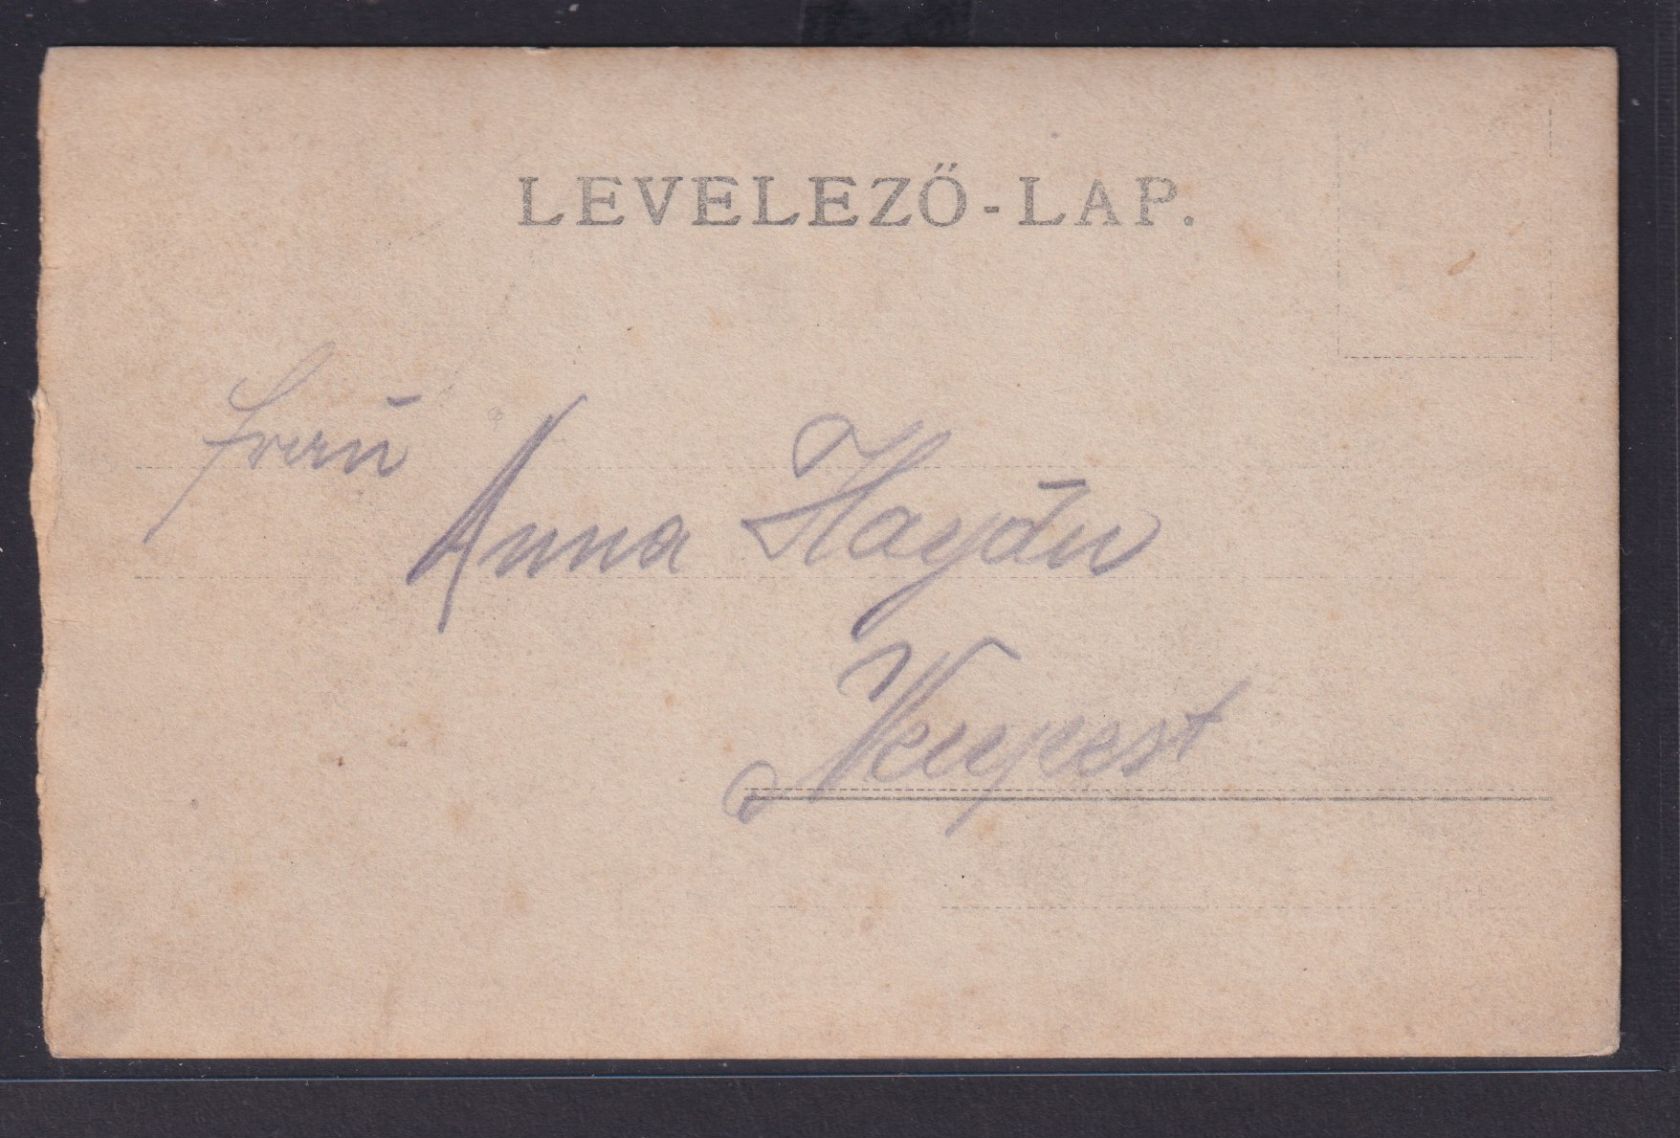 LEVELEZŐ-LAP.
Frau
Anna Haydu
Neupest